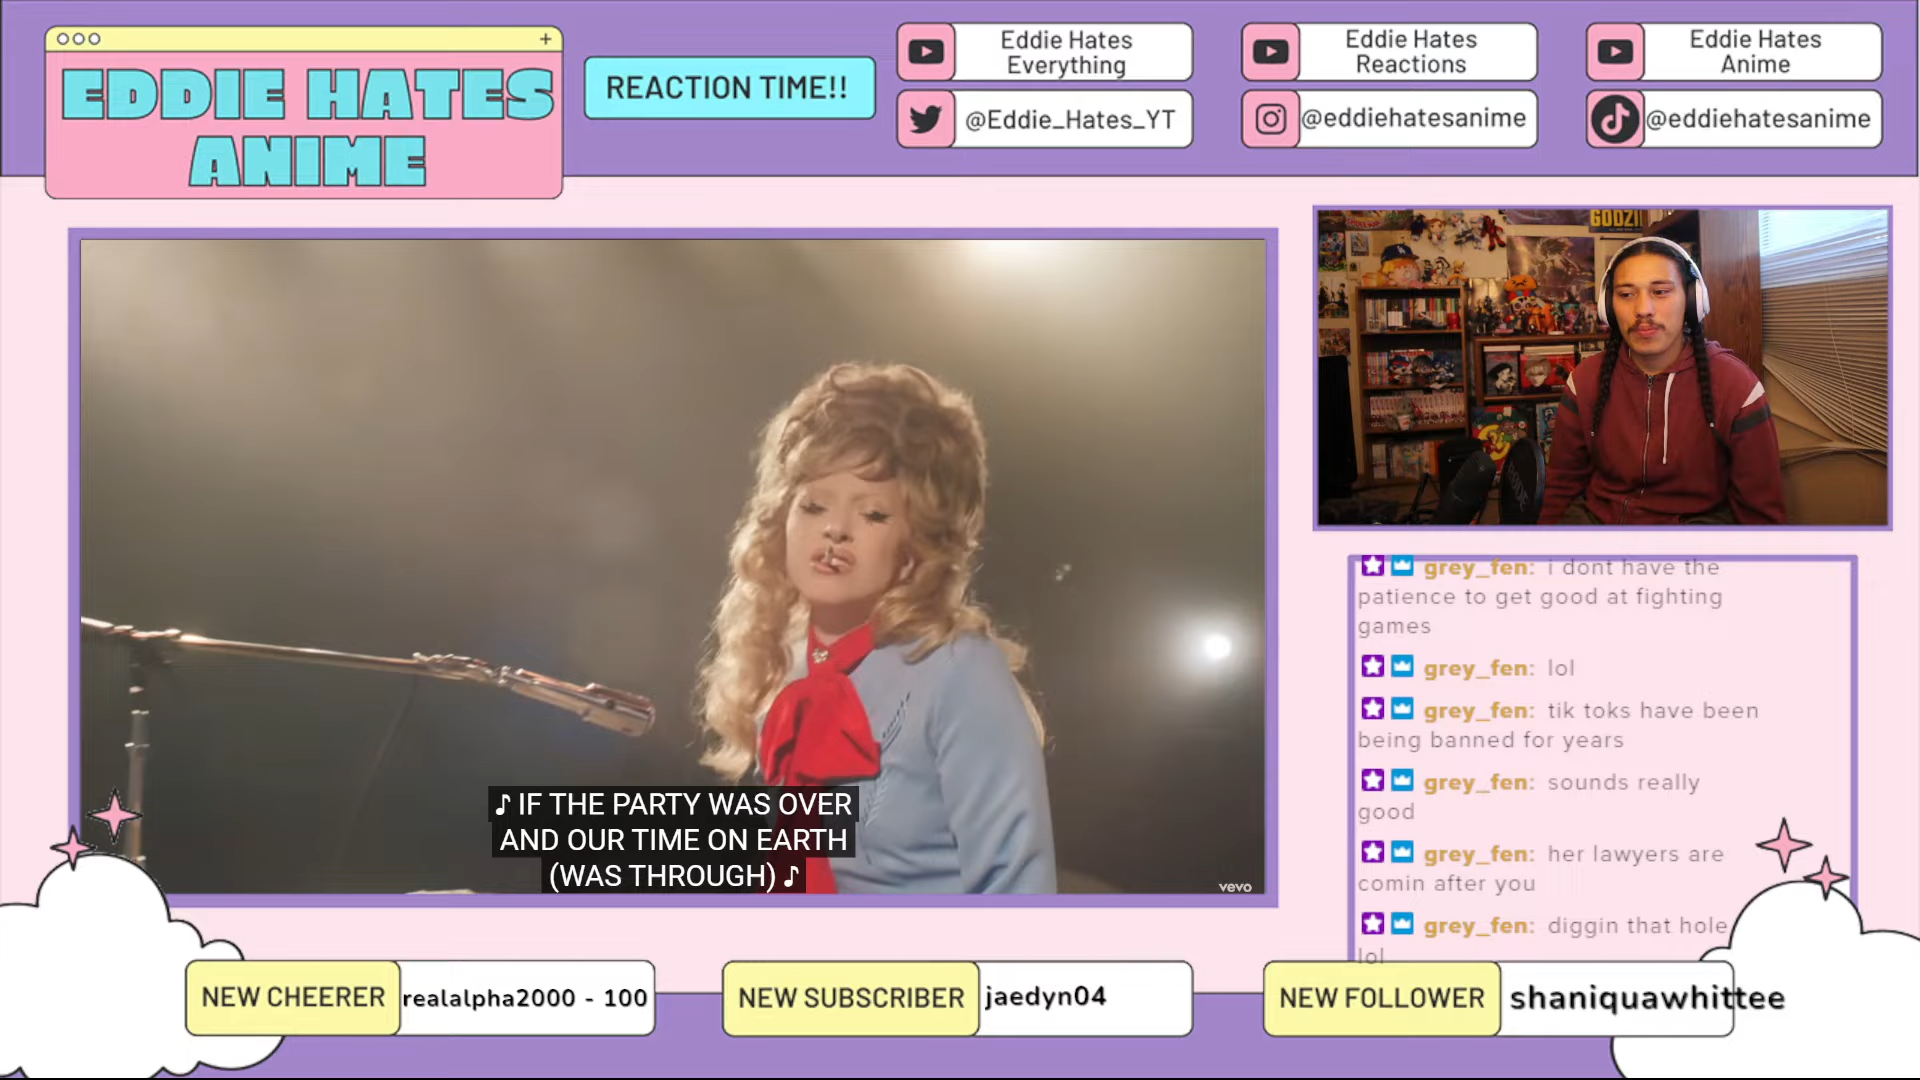 EDDIE HATES
ANIME
REACTION TIME!!
Eddie Hates
Everything
Eddie Hates
Reactions
Eddie Hates
Anime
@Eddie_Hates_YT
@eddiehatesanime
@eddiehatesanime
GODZI
♪ IF THE PARTY WAS OVER
AND OUR TIME ON EARTH
(WAS THROUGH) ♪
vevo
grey_fen: i dont have the
patience to get good at fighting
games
grey_fen: lol
grey_fen: tik toks have been
being banned for years
grey_fen: sounds really
good
grey_fen: her lawyers are
comin after you
grey_fen: diggin that hole
lol
NEW CHEERER
realalpha2000 - 100
NEW SUBSCRIBER
jaedyn04
NEW FOLLOWER
shaniquawhittee